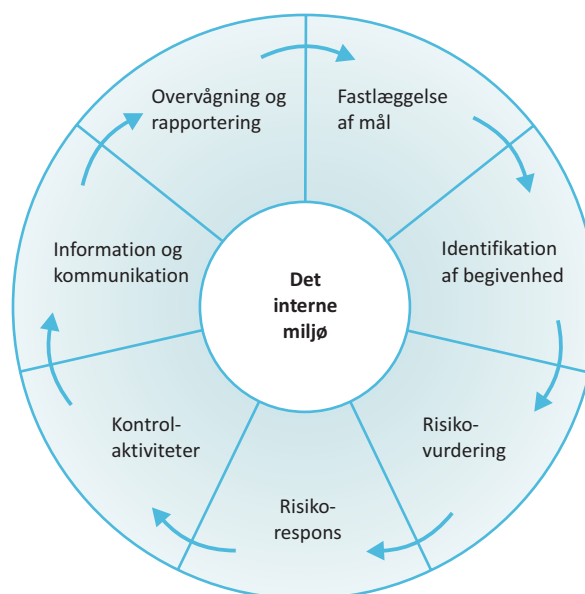 Overvågning og
rapportering
Fastlæggelse
af mål
Identifikation
af begivenhed
Risiko-
vurdering
Risiko-
respons
Kontrol-
aktiviteter
Information og
kommunikation
Det
interne
miljø